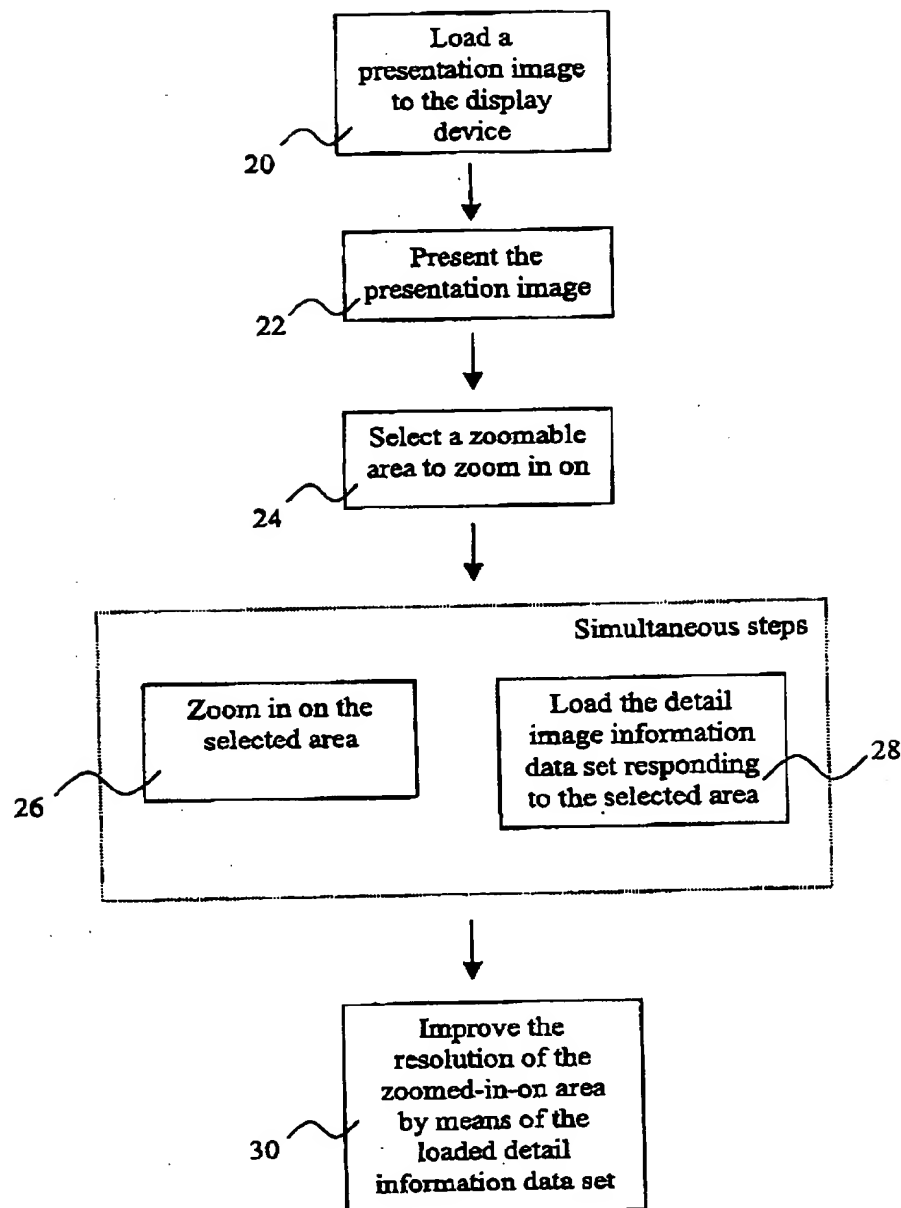 Load a
presentation image
to the display
device
20
Present the
presentation image
22
Select a zoomable
area to zoom in on
24
Simultaneous steps
Zoom in on the
selected area
26
Load the detail
image information
data set responding
to the selected area
28
Improve the
resolution of the
zoomed-in-on area
by means of the
loaded detail
information data set
30